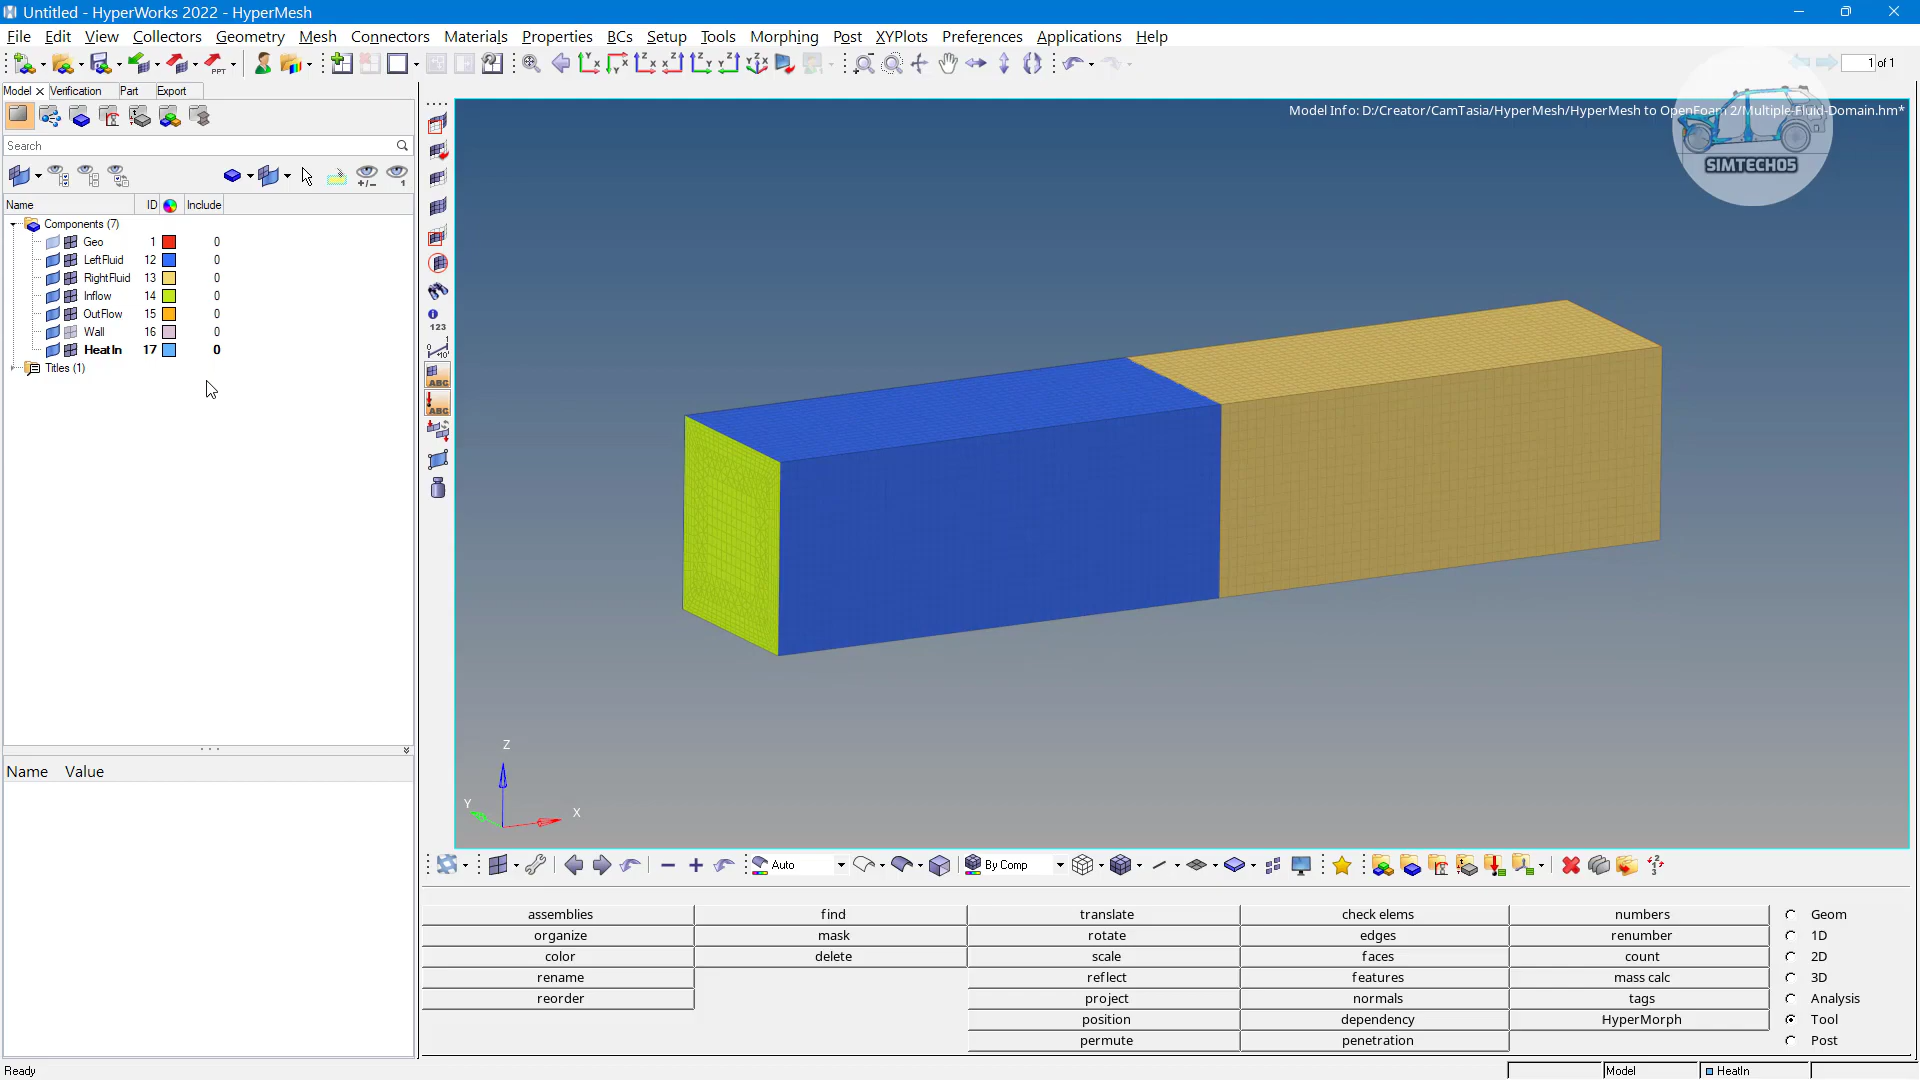 Untitled - HyperWorks 2022 - HyperMesh
File Edit View Collectors Geometry Mesh Connectors Materials Properties BCs Setup Tools Morphing Post XYPlots Preferences Applications Help
1 of 1
Model Verification Part Export
Search
Name ID Include
Components (7)
Geo 1 0
LeftFluid 12 0
RightFluid 13 0
Inflow 14 0
OutFlow 15 0
Wall 16 0
HeatIn 17 0
Titles (1)
Name Value
Model Info: D:/Creator/CamTasia/HyperMesh/HyperMesh to OpenFoam 2/Multiple-Fluid-Domain.hm*
SIMTECH05
123
ABC
ABC
Z
Y
X
Auto
By Comp
assemblies find translate check elems numbers Geom
organize mask rotate edges renumber 1D
color delete scale faces count 2D
rename reflect features mass calc 3D
reorder project normals tags Analysis
position dependency HyperMorph Tool
permute penetration Post
Ready
Model
HeatIn